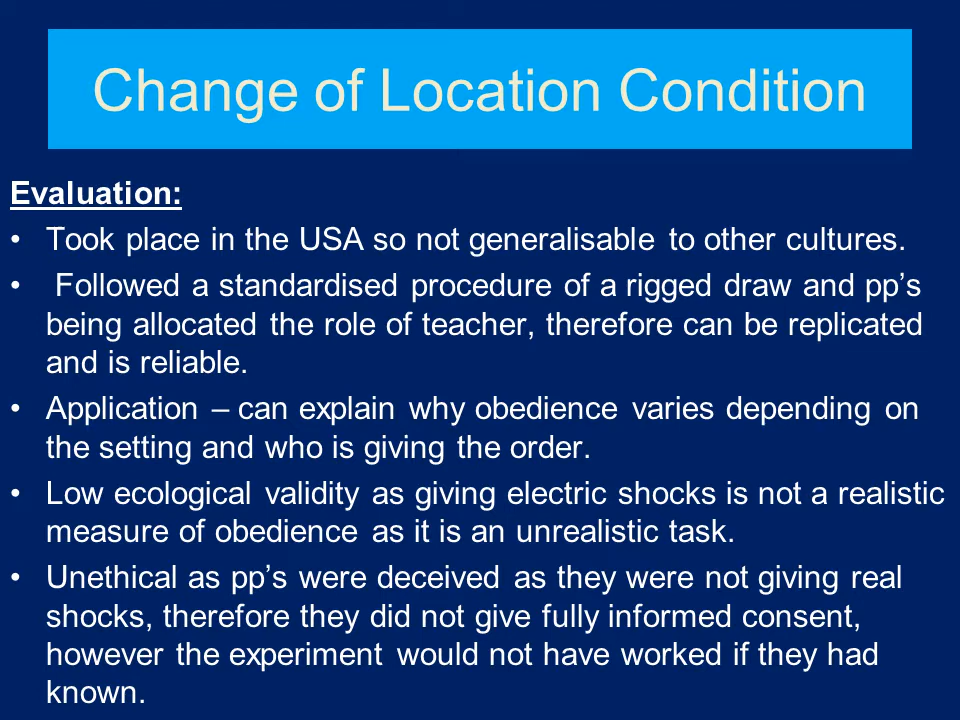 Change of Location Condition
Evaluation:
• Took place in the USA so not generalisable to other cultures.
• Followed a standardised procedure of a rigged draw and pp’s
being allocated the role of teacher, therefore can be replicated
and is reliable.
• Application – can explain why obedience varies depending on
the setting and who is giving the order.
• Low ecological validity as giving electric shocks is not a realistic
measure of obedience as it is an unrealistic task.
• Unethical as pp’s were deceived as they were not giving real
shocks, therefore they did not give fully informed consent,
however the experiment would not have worked if they had
known.